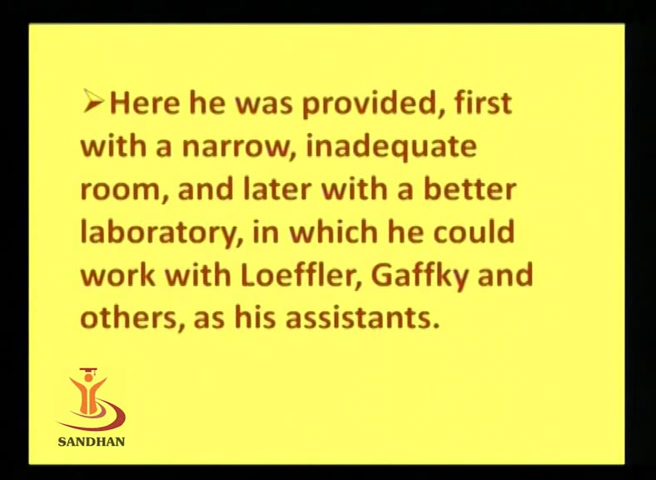 ➢Here he was provided, first
with a narrow, inadequate
room, and later with a better
laboratory, in which he could
work with Loeffler, Gaffky and
others, as his assistants.
SANDHAN